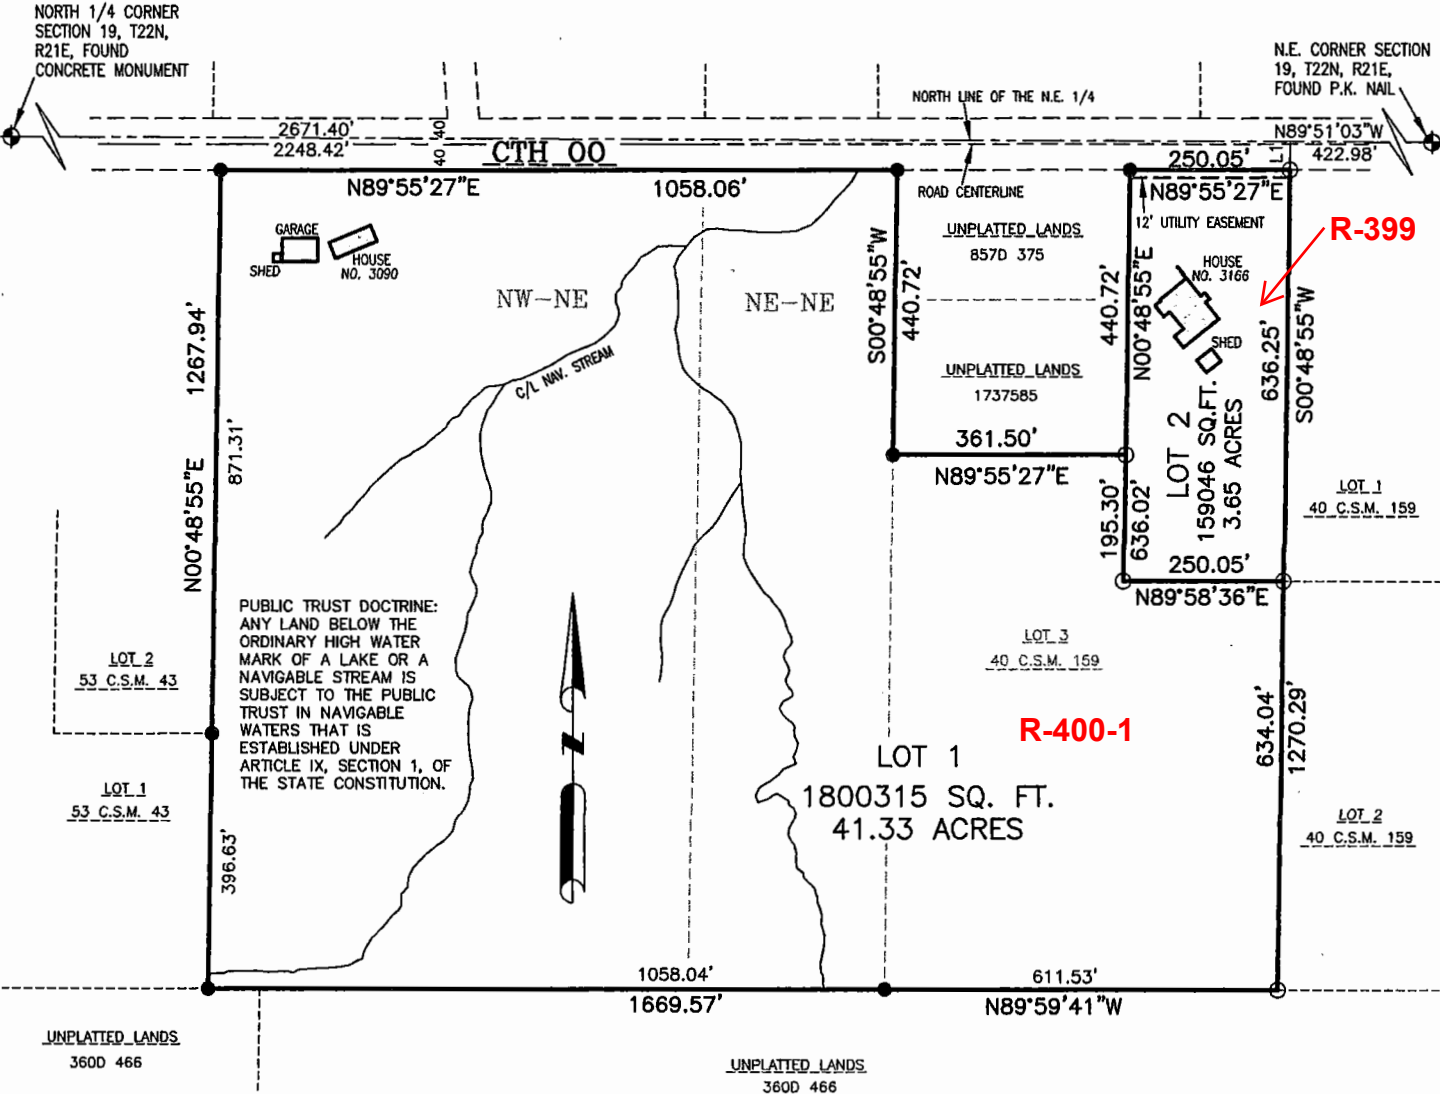 NORTH 1/4 CORNER
SECTION 19, T22N,
R21E, FOUND
CONCRETE MONUMENT
N.E. CORNER SECTION
19, T22N, R21E,
FOUND P.K. NAIL
NORTH LINE OF THE N.E. 1/4
2671.40'
2248.42'
40 40
CTH OO
N89°51'03"W
422.98'
L1
250.05'
N89°55'27"E
1058.06'
ROAD CENTERLINE
N89°55'27"E
12' UTILITY EASEMENT
R-399
GARAGE
SHED
HOUSE
NO. 3090
UNPLATTED LANDS
857D 375
HOUSE
NO. 3166
SHED
NW-NE
NE-NE
S00°48'55"W
440.72'
440.72'
N00°48'55"E
636.25'
S00°48'55"W
1267.94'
871.31'
N00°48'55"E
C/L NAV. STREAM
UNPLATTED LANDS
1737585
361.50'
N89°55'27"E
LOT 2
159046 SQ.FT.
3.65 ACRES
195.30'
636.02'
250.05'
N89°58'36"E
LOT 1
40 C.S.M. 159
PUBLIC TRUST DOCTRINE:
ANY LAND BELOW THE
ORDINARY HIGH WATER
MARK OF A LAKE OR A
NAVIGABLE STREAM IS
SUBJECT TO THE PUBLIC
TRUST IN NAVIGABLE
WATERS THAT IS
ESTABLISHED UNDER
ARTICLE IX, SECTION 1, OF
THE STATE CONSTITUTION.
LOT 2
53 C.S.M. 43
LOT 1
53 C.S.M. 43
N
LOT 3
40 C.S.M. 159
R-400-1
LOT 1
1800315 SQ. FT.
41.33 ACRES
634.04'
1270.29'
LOT 2
40 C.S.M. 159
396.63'
1058.04'
611.53'
1669.57'
N89°59'41"W
UNPLATTED LANDS
360D 466
UNPLATTED LANDS
360D 466